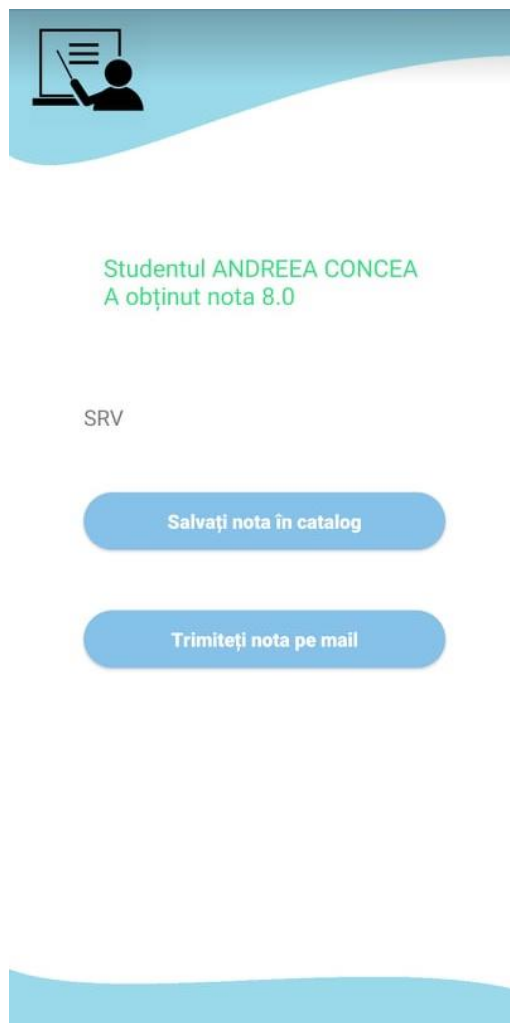 Studentul ANDREEA CONCEA
A obținut nota 8.0
SRV
Salvați nota în catalog
Trimiteți nota pe mail